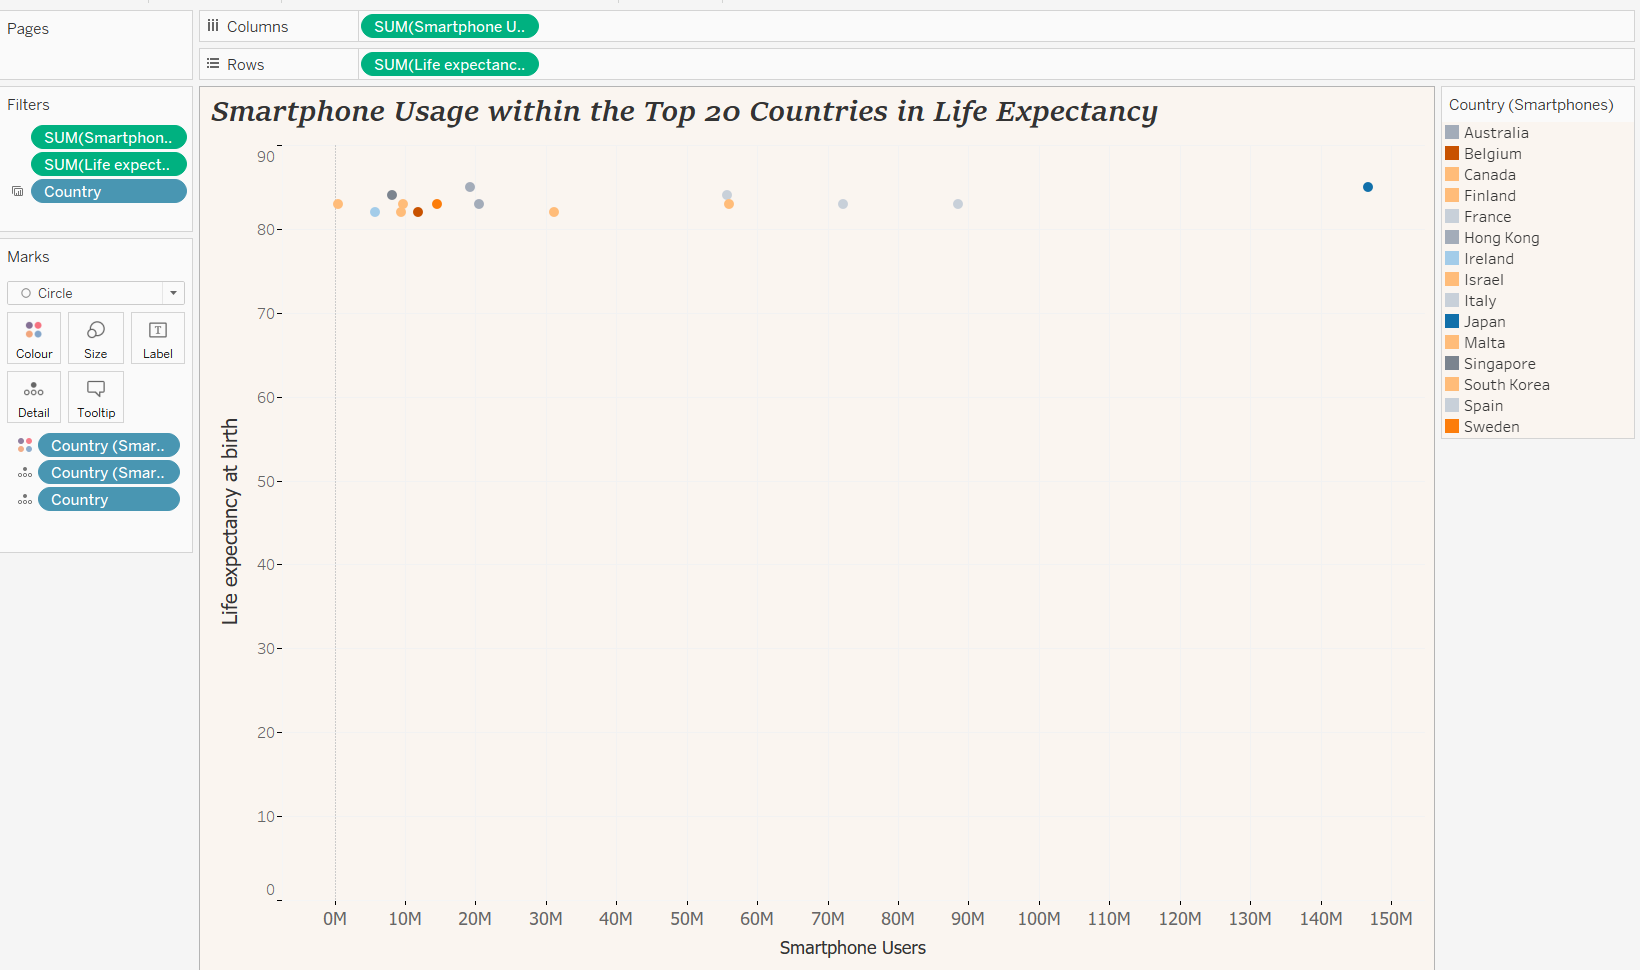 Pages
Columns
SUM(Smartphone U..
Rows
SUM(Life expectanc..
Filters
SUM(Smartphon..
SUM(Life expect..
Country
Marks
Circle
Colour
Size
Label
Detail
Tooltip
Country (Smar..
Country (Smar..
Country
Smartphone Usage within the Top 20 Countries in Life Expectancy
90
80
70
60
50
40
30
20
10
0
Life expectancy at birth
0M 10M 20M 30M 40M 50M 60M 70M 80M 90M 100M 110M 120M 130M 140M 150M
Smartphone Users
Country (Smartphones)
Australia
Belgium
Canada
Finland
France
Hong Kong
Ireland
Israel
Italy
Japan
Malta
Singapore
South Korea
Spain
Sweden